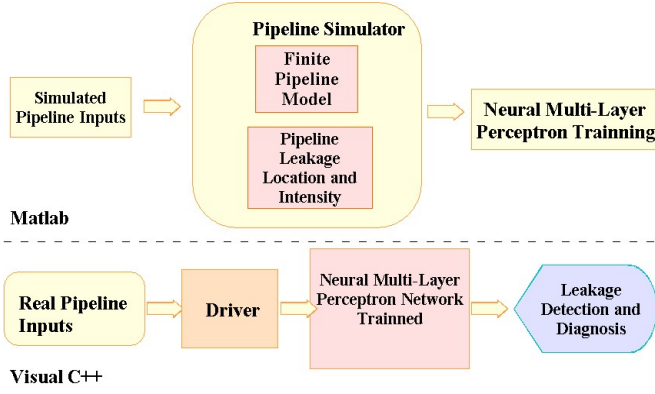 Pipeline Simulator
Finite
Pipeline
Model
Simulated
Pipeline Inputs
Pipeline
Leakage
Location and
Intensity
Neural Multi-Layer
Perceptron Trainning
Matlab
Real Pipeline
Inputs
Driver
Neural Multi-Layer
Perceptron Network
Trainned
Leakage
Detection and
Diagnosis
Visual C++